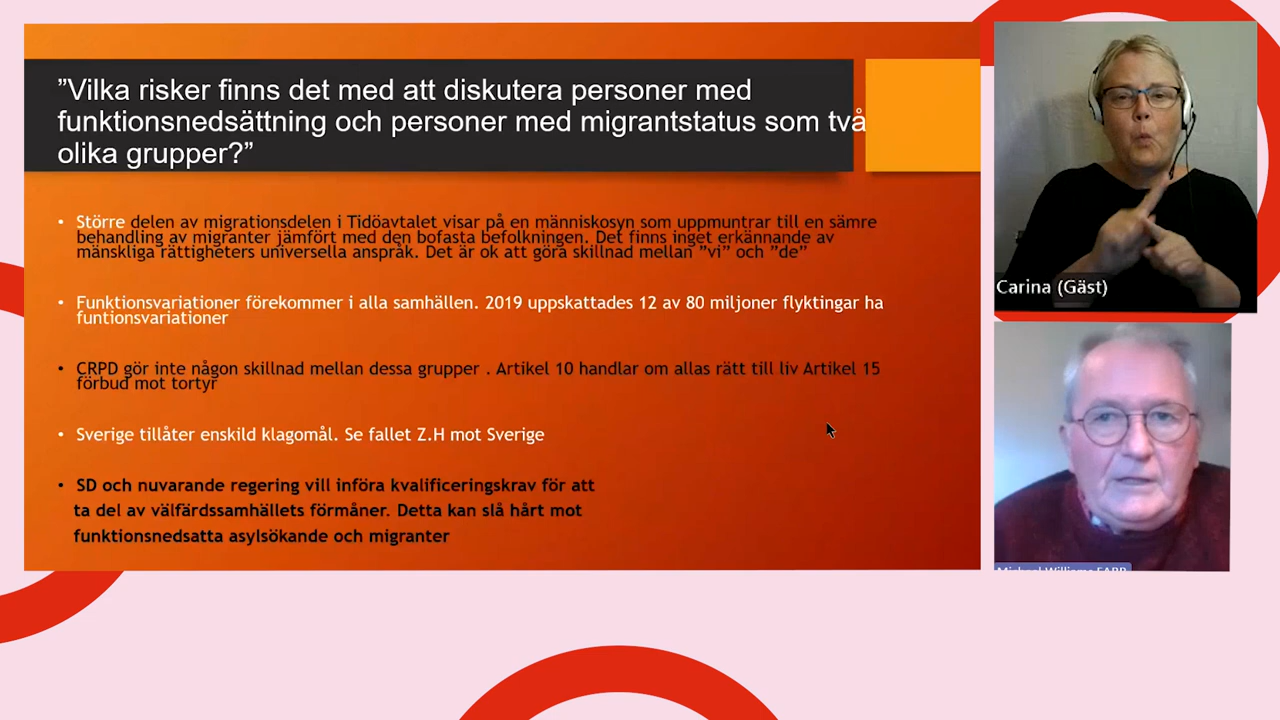 ”Vilka risker finns det med att diskutera personer med
funktionsnedsättning och personer med migrantstatus som två
olika grupper?”
• Större delen av migrationsdelen i Tidöavtalet visar på en människosyn som uppmuntrar till en sämre
behandling av migranter jämfört med den bofasta befolkningen. Det finns inget erkännande av
mänskliga rättigheters universella anspråk. Det är ok att göra skillnad mellan ”vi” och ”de”
• Funktionsvariationer förekommer i alla samhällen. 2019 uppskattades 12 av 80 miljoner flyktingar ha
funtionsvariationer
• CRPD gör inte någon skillnad mellan dessa grupper . Artikel 10 handlar om allas rätt till liv Artikel 15
förbud mot tortyr
• Sverige tillåter enskild klagomål. Se fallet Z.H mot Sverige
• SD och nuvarande regering vill införa kvalificeringskrav för att
ta del av välfärdssamhällets förmåner. Detta kan slå hårt mot
funktionsnedsatta asylsökande och migranter
Carina (Gäst)
Michael Williams FARR